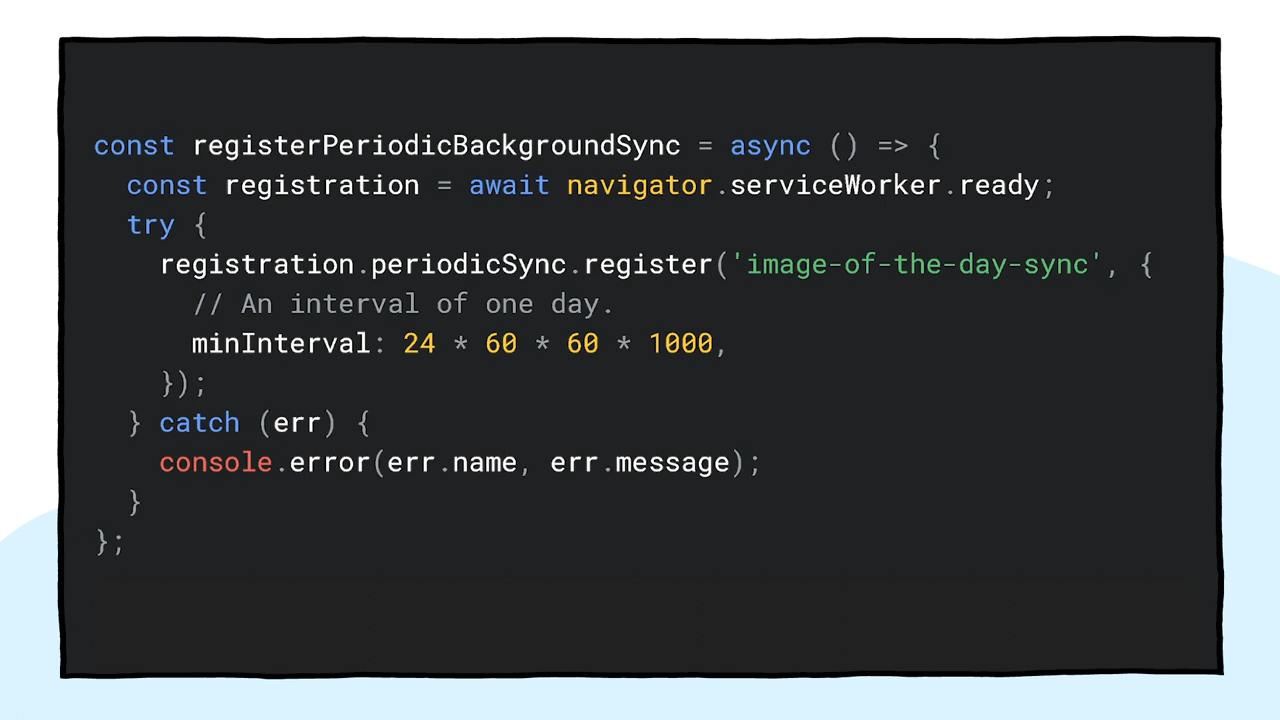 const registerPeriodicBackgroundSync = async () => {
  const registration = await navigator.serviceWorker.ready;
  try {
    registration.periodicSync.register('image-of-the-day-sync', {
      // An interval of one day.
      minInterval: 24 * 60 * 60 * 1000,
    });
  } catch (err) {
    console.error(err.name, err.message);
  }
};